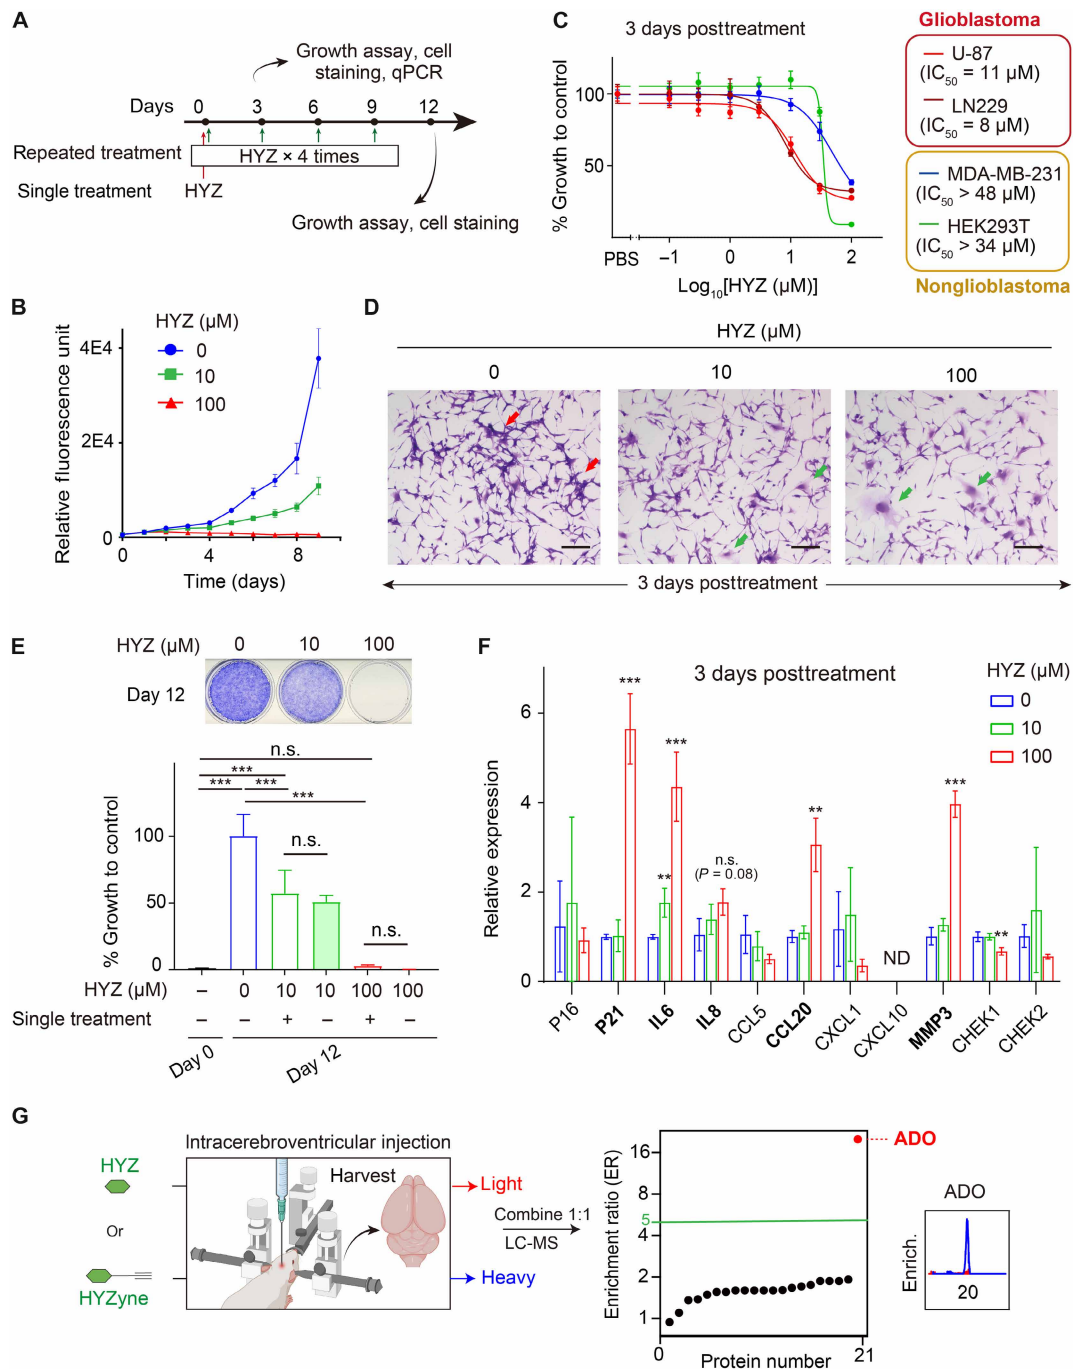 A
Growth assay, cell
staining, qPCR
Days 0 3 6 9 12
Repeated treatment HYZ × 4 times
Single treatment HYZ
Growth assay, cell staining
C
3 days posttreatment
% Growth to control
100
50
PBS −1 0 1 2
Log10[HYZ (μM)]
Glioblastoma
U-87
(IC50 = 11 μM)
LN229
(IC50 = 8 μM)
MDA-MB-231
(IC50 > 48 μM)
HEK293T
(IC50 > 34 μM)
Nonglioblastoma
B
Relative fluorescence unit
HYZ (μM)
0
10
100
4E4
2E4
0
0 4 8
Time (days)
D
HYZ (μM)
0 10 100
3 days posttreatment
E
HYZ (μM) 0 10 100
Day 12
n.s.
***
*** ***
***
n.s.
n.s.
% Growth to control
100
50
0
HYZ (μM) – 0 10 10 100 100
Single treatment – – + – + –
Day 0 Day 12
F
3 days posttreatment
HYZ (μM)
0
10
100
Relative expression
6
4
2
0
***
** ***
n.s.
(P = 0.08)
**
ND
***
**
P16 P21 IL6 IL8 CCL5 CCL20 CXCL1 CXCL10 MMP3 CHEK1 CHEK2
G
Intracerebroventricular injection
HYZ
Or
HYZyne
Harvest
Light
Heavy
Combine 1:1
LC-MS
Enrichment ratio (ER)
16
8
5
4
2
1
0 21
Protein number
ADO
ADO
Enrich.
20